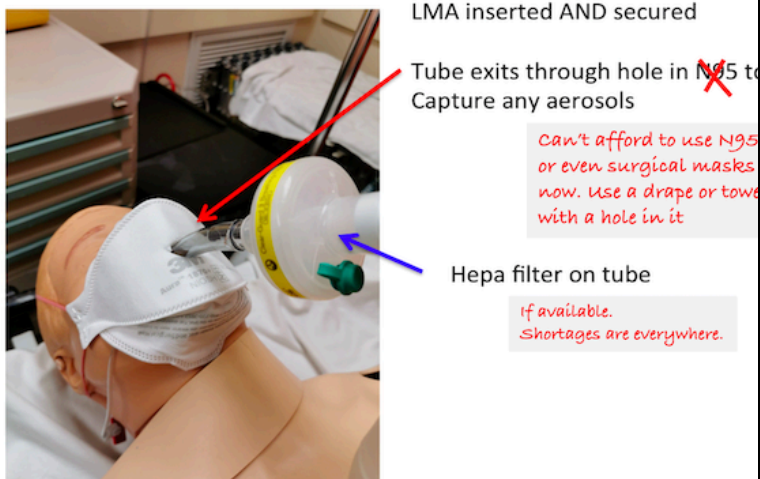 LMA inserted AND secured
Tube exits through hole in N95 to
Capture any aerosols
Can't afford to use N95
or even surgical masks
now. Use a drape or towe
with a hole in it
Hepa filter on tube
If available.
Shortages are everywhere.